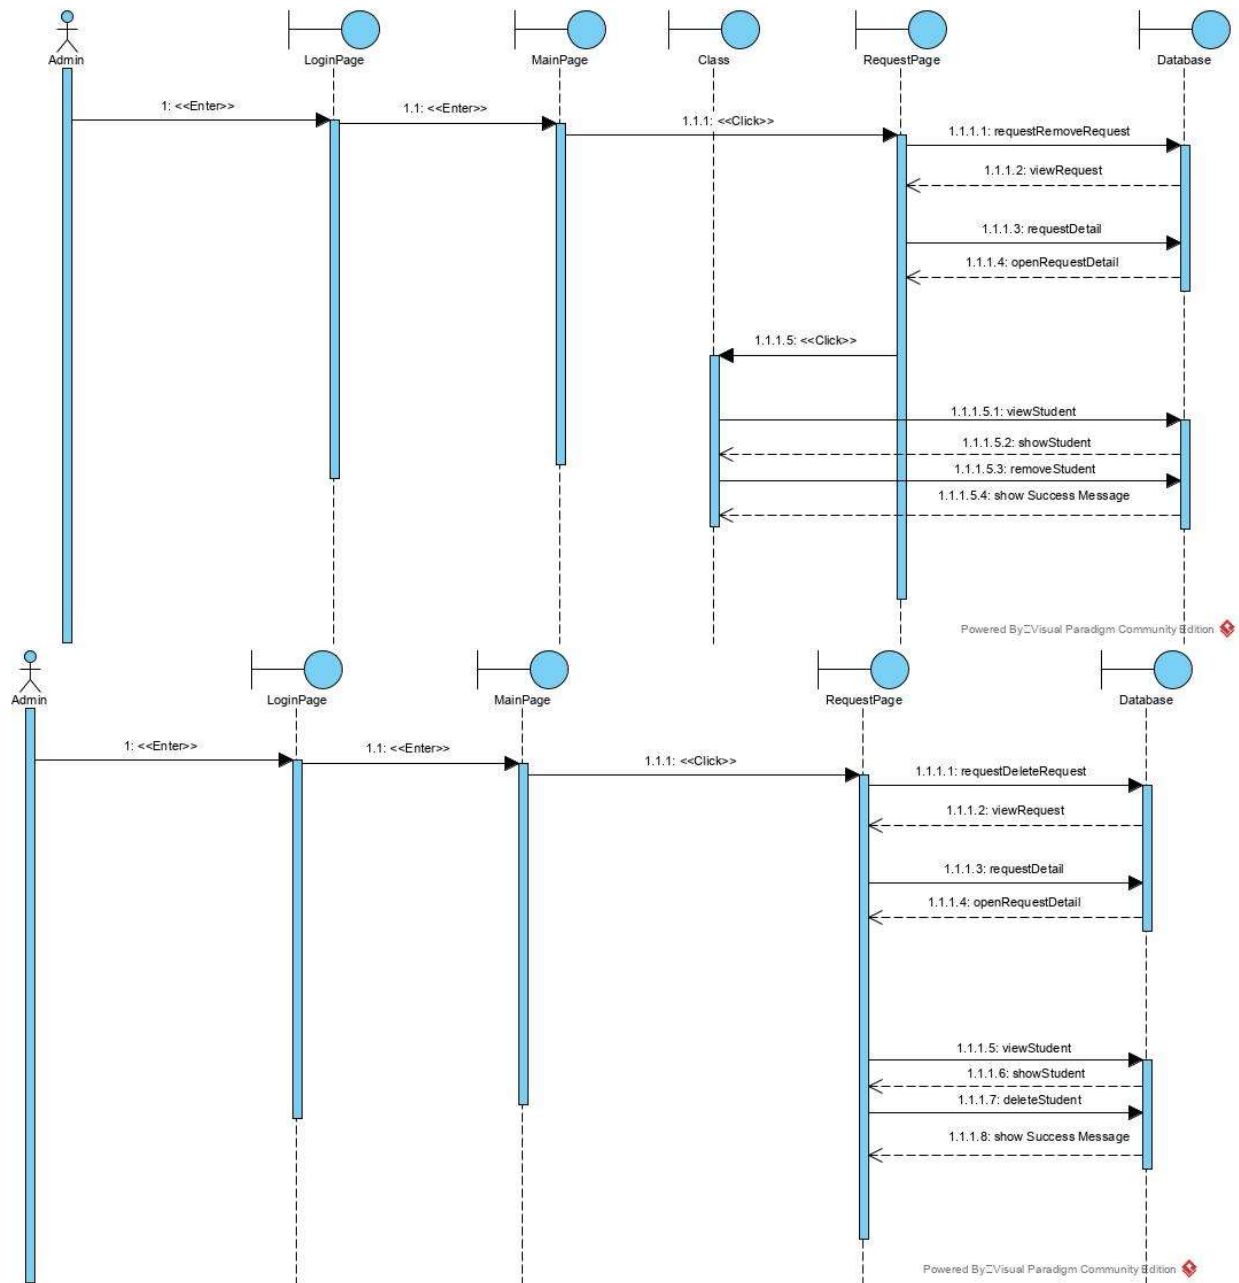 Admin
LoginPage
MainPage
Class
RequestPage
Database
1: <<Enter>>
1.1: <<Enter>>
1.1.1: <<Click>>
1.1.1.1: requestRemoveRequest
1.1.1.2: viewRequest
1.1.1.3: requestDetail
1.1.1.4: openRequestDetail
1.1.1.5: <<Click>>
1.1.1.5.1: viewStudent
1.1.1.5.2: showStudent
1.1.1.5.3: removeStudent
1.1.1.5.4: show Success Message
Powered By Visual Paradigm Community Edition
Admin
LoginPage
MainPage
RequestPage
Database
1: <<Enter>>
1.1: <<Enter>>
1.1.1: <<Click>>
1.1.1.1: requestDeleteRequest
1.1.1.2: viewRequest
1.1.1.3: requestDetail
1.1.1.4: openRequestDetail
1.1.1.5: viewStudent
1.1.1.6: showStudent
1.1.1.7: deleteStudent
1.1.1.8: show Success Message
Powered By Visual Paradigm Community Edition